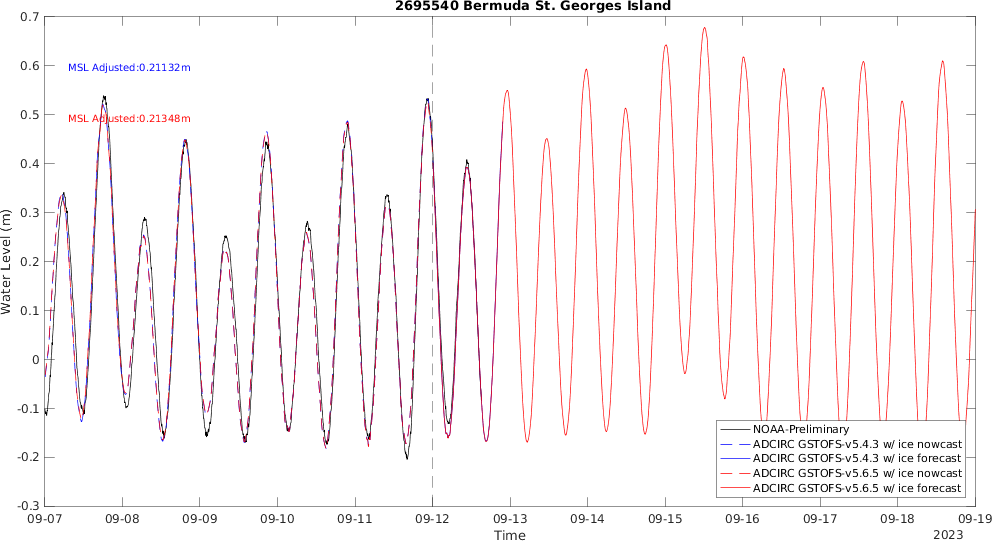 2695540 Bermuda St. Georges Island
MSL Adjusted:0.21132m
MSL Adjusted:0.21348m
Water Level (m)
0.7
0.6
0.5
0.4
0.3
0.2
0.1
0
-0.1
-0.2
-0.3
NOAA-Preliminary
ADCIRC GSTOFS-v5.4.3 w/ ice nowcast
ADCIRC GSTOFS-v5.4.3 w/ ice forecast
ADCIRC GSTOFS-v5.6.5 w/ ice nowcast
ADCIRC GSTOFS-v5.6.5 w/ ice forecast
09-07 09-08 09-09 09-10 09-11 09-12 09-13 09-14 09-15 09-16 09-17 09-18 09-19
Time
2023